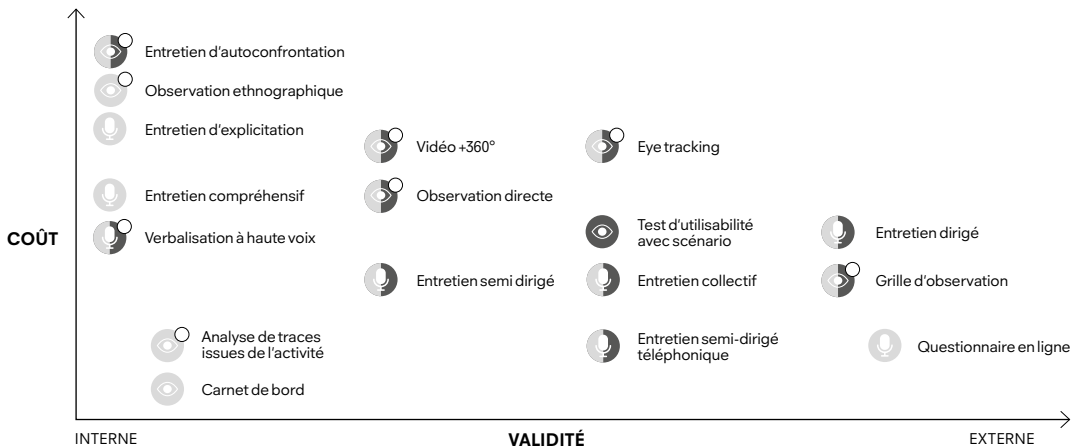 Entretien d'autoconfrontation
Observation ethnographique
Entretien d'explicitation
Vidéo +360°
Eye tracking
Entretien compréhensif
Observation directe
COÛT
Verbalisation à haute voix
Test d'utilisabilité
avec scénario
Entretien dirigé
Entretien semi dirigé
Entretien collectif
Grille d'observation
Analyse de traces
issues de l'activité
Entretien semi-dirigé
téléphonique
Questionnaire en ligne
Carnet de bord
INTERNE
VALIDITÉ
EXTERNE